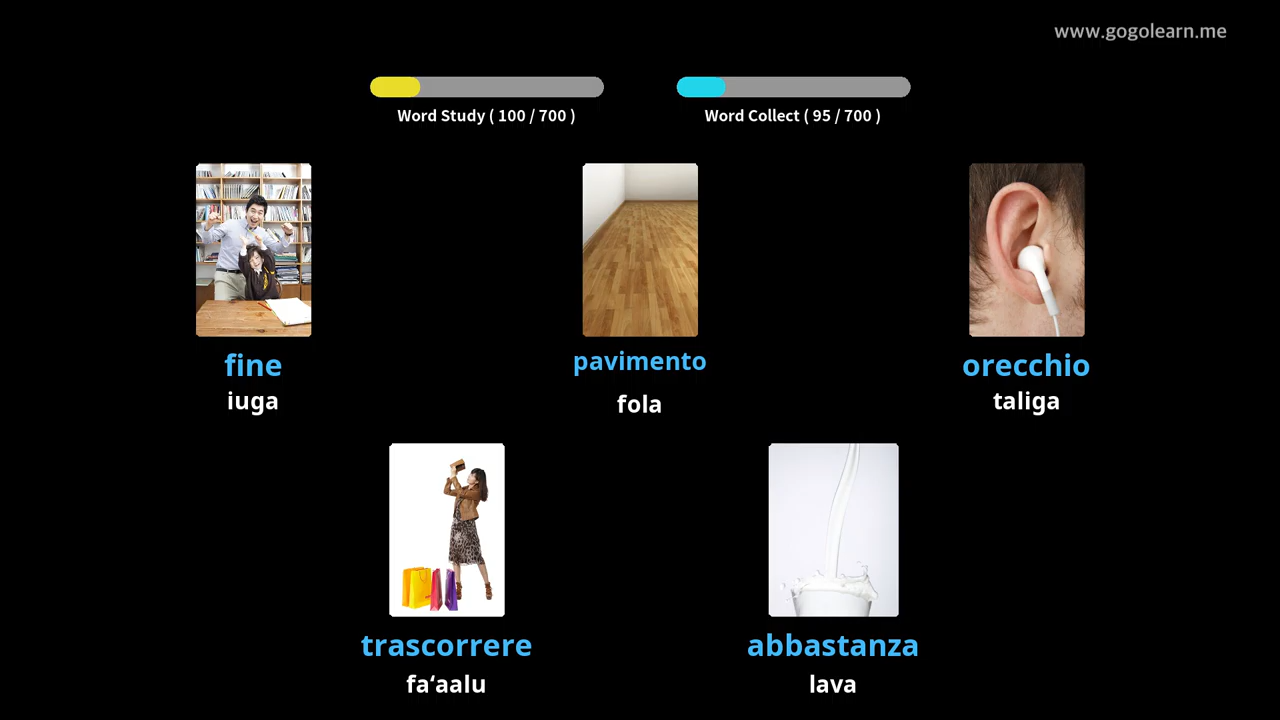 www.gogolearn.me
Word Study ( 100 / 700 )
Word Collect ( 95 / 700 )
fine
iuga
pavimento
fola
orecchio
taliga
trascorrere
fa‘aalu
abbastanza
lava